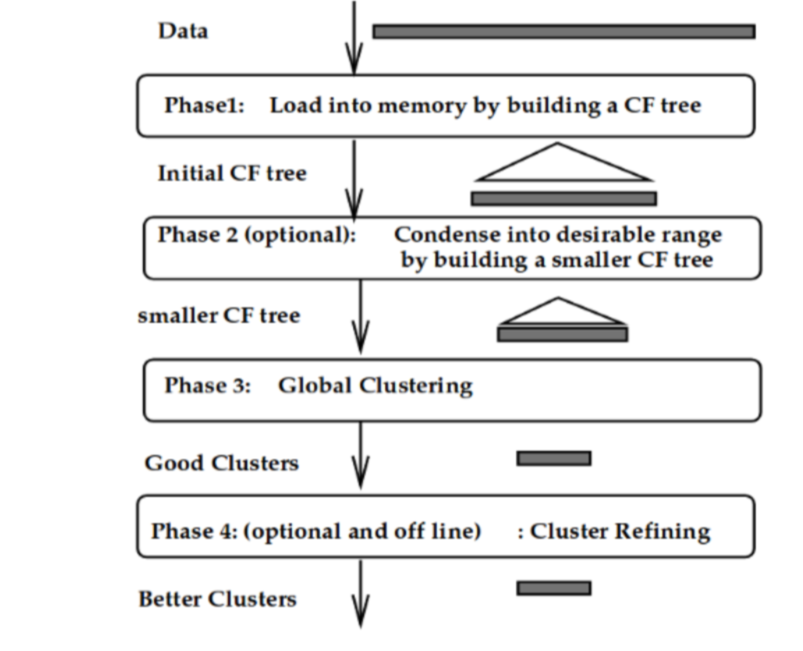 Data
Phase1: Load into memory by building a CF tree
Initial CF tree
Phase 2 (optional): Condense into desirable range
by building a smaller CF tree
smaller CF tree
Phase 3: Global Clustering
Good Clusters
Phase 4: (optional and off line) : Cluster Refining
Better Clusters